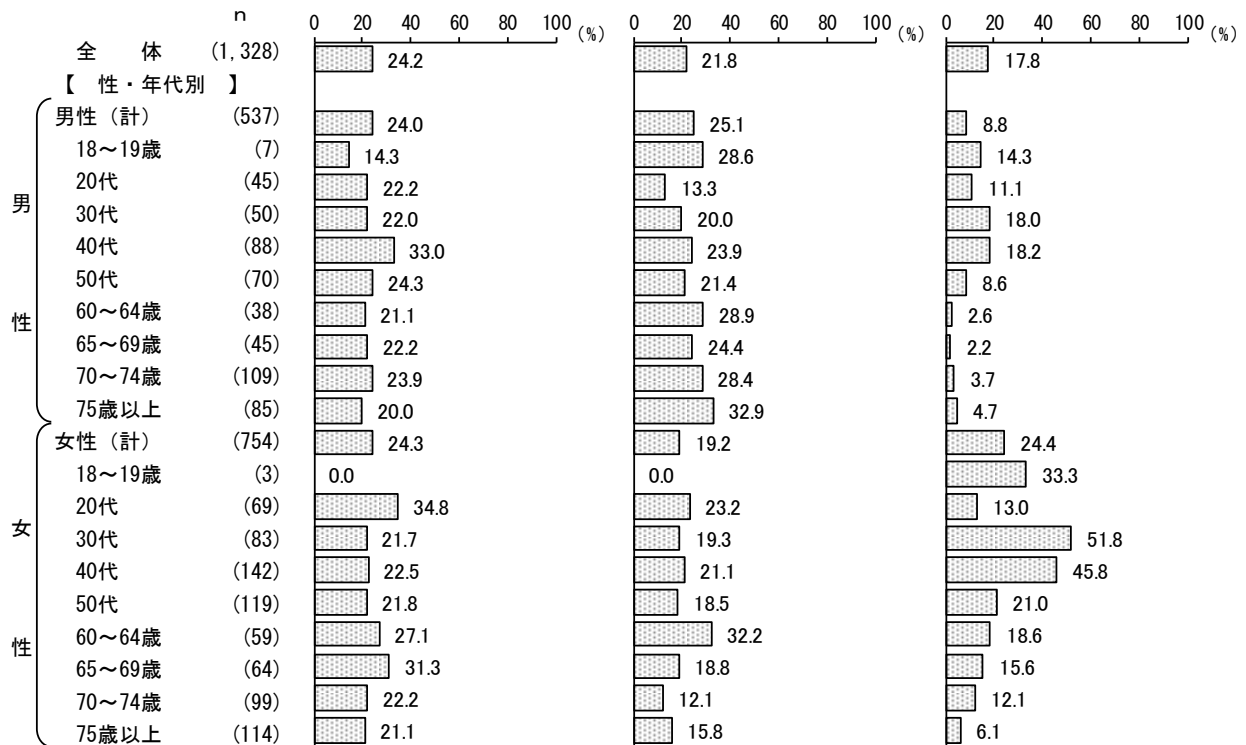 n
0 20 40 60 80 100 (%) 0 20 40 60 80 100 (%) 0 20 40 60 80 100 (%)
全 体 (1,328) 24.2 21.8 17.8
【 性・年代別 】
男性（計） (537) 24.0 25.1 8.8
18～19歳 (7) 14.3 28.6 14.3
20代 (45) 22.2 13.3 11.1
30代 (50) 22.0 20.0 18.0
40代 (88) 33.0 23.9 18.2
50代 (70) 24.3 21.4 8.6
60～64歳 (38) 21.1 28.9 2.6
65～69歳 (45) 22.2 24.4 2.2
70～74歳 (109) 23.9 28.4 3.7
75歳以上 (85) 20.0 32.9 4.7
男性
女性（計） (754) 24.3 19.2 24.4
18～19歳 (3) 0.0 0.0 33.3
20代 (69) 34.8 23.2 13.0
30代 (83) 21.7 19.3 51.8
40代 (142) 22.5 21.1 45.8
50代 (119) 21.8 18.5 21.0
60～64歳 (59) 27.1 32.2 18.6
65～69歳 (64) 31.3 18.8 15.6
70～74歳 (99) 22.2 12.1 12.1
75歳以上 (114) 21.1 15.8 6.1
女性